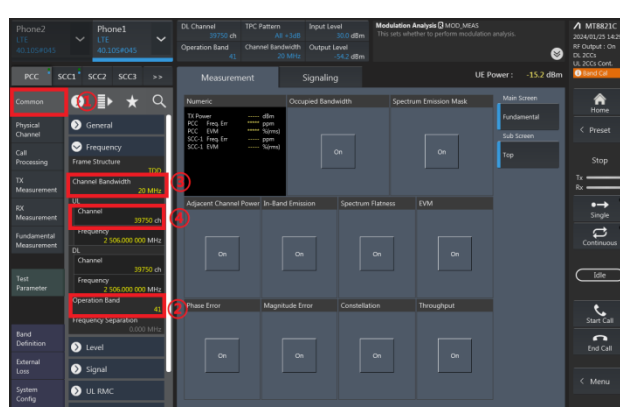 Phone2
LTE
40,105#045
Phone1
LTE
40,105#045
DL Channel
39750 ch
TPC Pattern
All +3dB
Input Level
30.0 dBm
Operation Band
41
Channel Bandwidth
20 MHz
Output Level
-54.2 dBm
Modulation Analysis MOD_MEAS
This sets whether to perform modulation analysis.
MT8821C
2024/01/25 14:25
RF Output : On
DL 2CCs
UL 2CCs Cont.
Band Cal
PCC
SCC1
SCC2
SCC3
>>
Measurement
Signaling
UE Power : -15.2 dBm
Common
①
Physical
Channel
Call
Processing
TX
Measurement
RX
Measurement
Fundamental
Measurement
Test
Parameter
Band
Definition
External
Loss
System
Config
General
Frequency
Frame Structure
TDD
Channel Bandwidth
20 MHz
③
UL
Channel
39750 ch
④
Frequency
2 506.000 000 MHz
DL
Channel
39750 ch
Frequency
2 506.000 000 MHz
Operation Band
41
②
Frequency Separation
0.000 MHz
Level
Signal
UL RMC
Numeric
TX Power ----- dBm
PCC Freq. Err ----- ppm
PCC EVM ----- %(rms)
SCC-1 Freq. Err ----- ppm
SCC-1 EVM ----- %(rms)
Occupied Bandwidth
On
Spectrum Emission Mask
On
Adjacent Channel Power
On
In-Band Emission
On
Spectrum Flatness
On
EVM
On
Phase Error
On
Magnitude Error
On
Constellation
On
Throughput
On
Main Screen
Fundamental
Sub Screen
Top
Home
< Preset
Stop
Tx
Rx
Single
Continuous
Idle
Start Call
End Call
< Menu